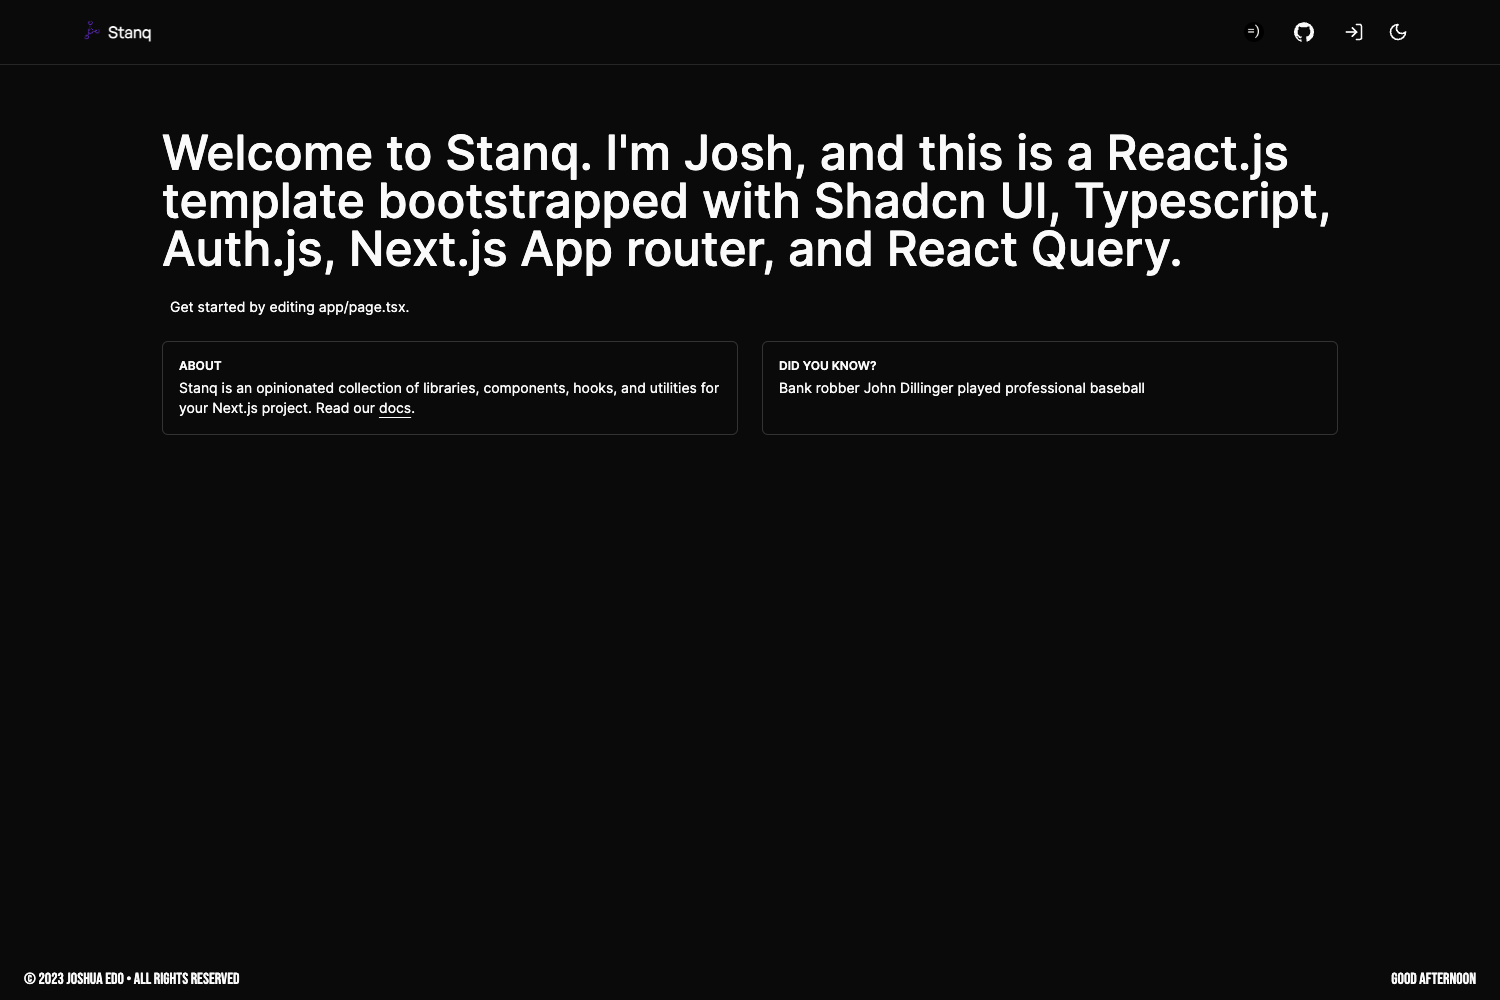 Stanq
=)
Welcome to Stanq. I'm Josh, and this is a React.js
template bootstrapped with Shadcn UI, Typescript,
Auth.js, Next.js App router, and React Query.
Get started by editing app/page.tsx.
ABOUT
Stanq is an opinionated collection of libraries, components, hooks, and utilities for
your Next.js project. Read our docs.
DID YOU KNOW?
Bank robber John Dillinger played professional baseball
© 2023 JOSHUA EDO • ALL RIGHTS RESERVED
GOOD AFTERNOON